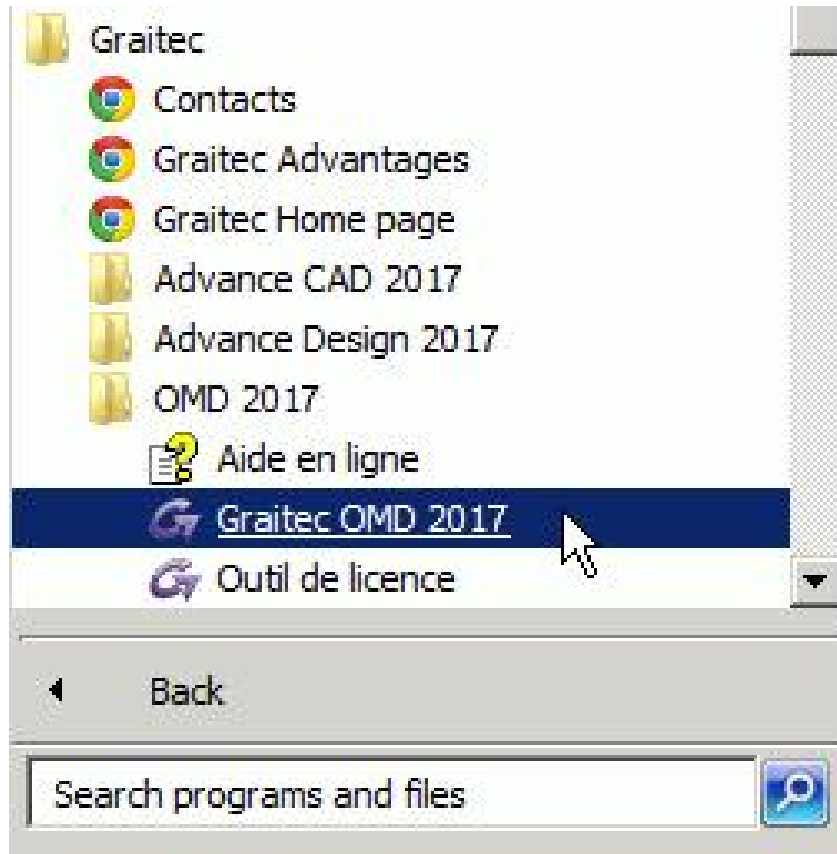 Graitec
Contacts
Graitec Advantages
Graitec Home page
Advance CAD 2017
Advance Design 2017
OMD 2017
Aide en ligne
Graitec OMD 2017
Outil de licence
Back
Search programs and files